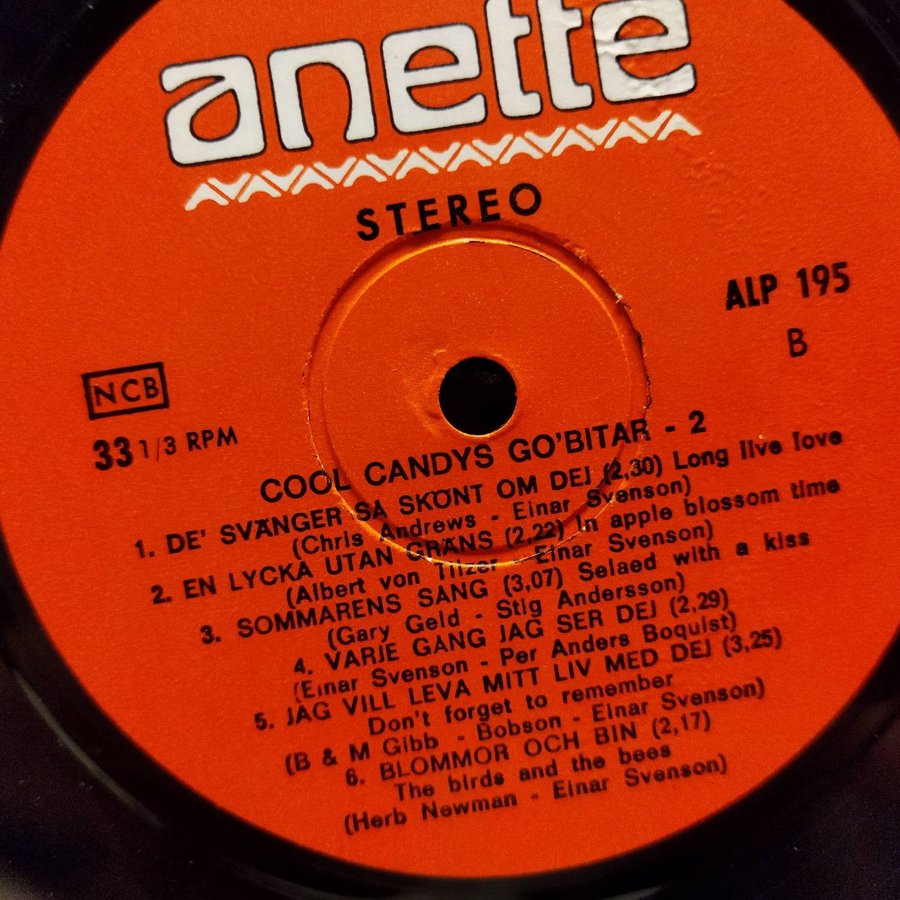 anette
STEREO
ALP 195
B
NCB
33 1/3 RPM
COOL CANDYS GO'BITAR - 2
1. DE' SVÄNGER SÅ SKÖNT OM DEJ (2,30) Long live love
(Chris Andrews - Einar Svenson)
2. EN LYCKA UTAN GRÄNS (2,22) In apple blossom time
(Albert von Tilzer - Einar Svenson)
3. SOMMARENS SÅNG (3,07) Selaed with a kiss
(Gary Geld - Stig Andersson)
4. VARJE GÅNG JAG SER DEJ (2,29)
(Einar Svenson - Per Anders Boquist)
5. JAG VILL LEVA MITT LIV MED DEJ (3,25)
Don't forget to remember
(B & M Gibb - Bobson - Einar Svenson)
6. BLOMMOR OCH BIN (2,17)
The birds and the bees
(Herb Newman - Einar Svenson)